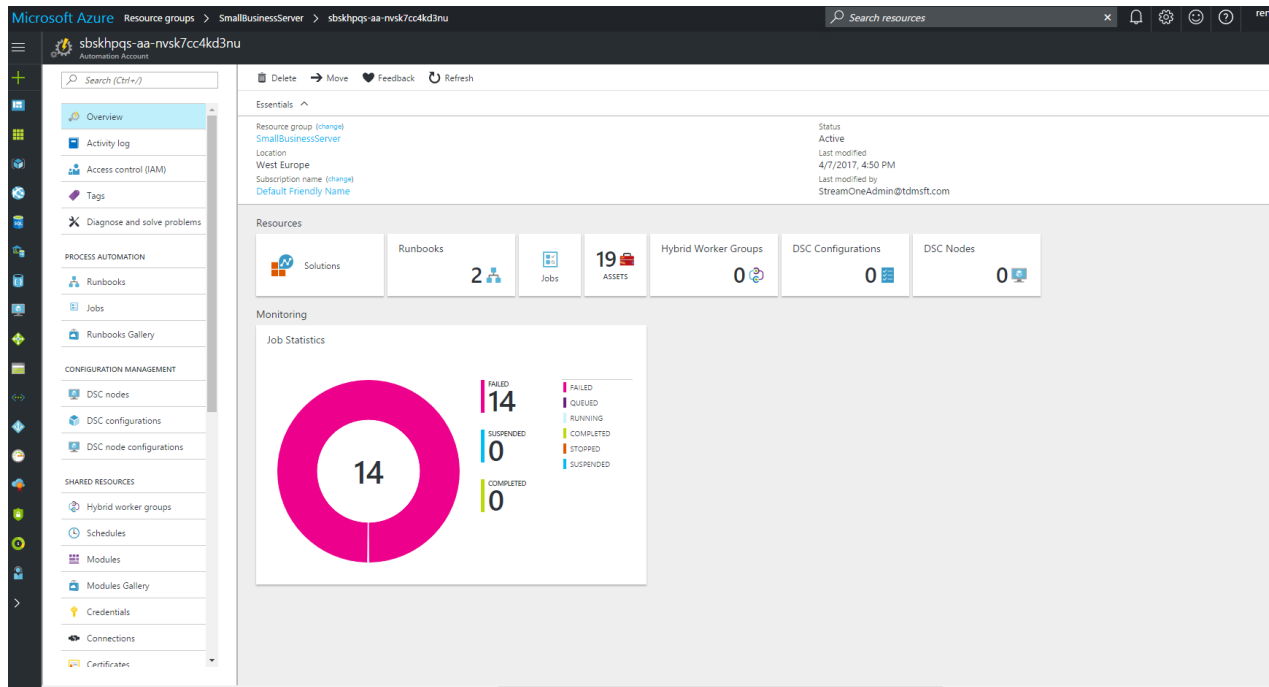 Microsoft Azure Resource groups > SmallBusinessServer > sbskhpqs-aa-nvsk7cc4kd3nu
Search resources
rer
sbskhpqs-aa-nvsk7cc4kd3nu
Automation Account
Search (Ctrl+/)
Overview
Activity log
Access control (IAM)
Tags
Diagnose and solve problems
PROCESS AUTOMATION
Runbooks
Jobs
Runbooks Gallery
CONFIGURATION MANAGEMENT
DSC nodes
DSC configurations
DSC node configurations
SHARED RESOURCES
Hybrid worker groups
Schedules
Modules
Modules Gallery
Credentials
Connections
Certificates
Delete Move Feedback Refresh
Essentials
Resource group (change)
SmallBusinessServer
Location
West Europe
Subscription name (change)
Default Friendly Name
Status
Active
Last modified
4/7/2017, 4:50 PM
Last modified by
StreamOneAdmin@tdmsft.com
Resources
Solutions
Runbooks
2
Jobs
19
ASSETS
Hybrid Worker Groups
0
DSC Configurations
0
DSC Nodes
0
Monitoring
Job Statistics
14
FAILED
14
SUSPENDED
0
COMPLETED
0
FAILED
QUEUED
RUNNING
COMPLETED
STOPPED
SUSPENDED